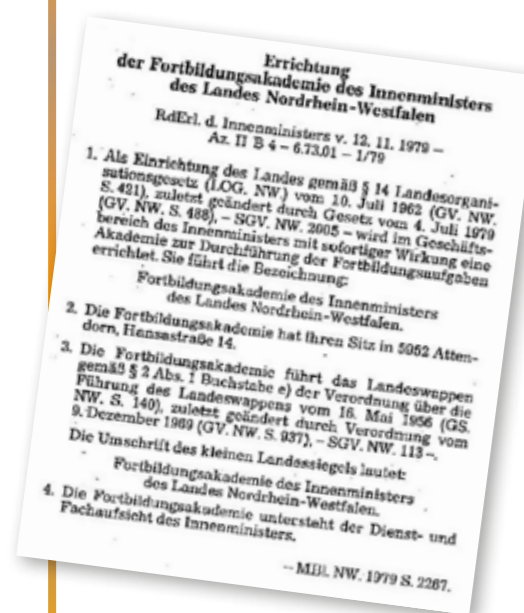 Errichtung
der Fortbildungsakademie des Innenministers
des Landes Nordrhein-Westfalen
RdErl. d. Innenministers v. 12. 11. 1979 –
Az. II B 4 – 6.73.01 – 1/79
1. Als Einrichtung des Landes gemäß § 14 Landesorgani-
sationsgesetz (LOG. NW.) vom 10. Juli 1962 (GV. NW.
S. 421), zuletzt geändert durch Gesetz vom 4. Juli 1979
(GV. NW. S. 488), – SGV. NW. 2005 – wird im Geschäfts-
bereich des Innenministers mit sofortiger Wirkung eine
Akademie zur Durchführung der Fortbildungsaufgaben
errichtet. Sie führt die Bezeichnung:
Fortbildungsakademie des Innenministers
des Landes Nordrhein-Westfalen.
2. Die Fortbildungsakademie hat ihren Sitz in 5952 Atten-
dorn, Hansastraße 14.
3. Die Fortbildungsakademie führt das Landeswappen
gemäß § 2 Abs. 1 Buchstabe e) der Verordnung über die
Führung des Landeswappens vom 16. Mai 1956 (GS.
NW. S. 140), zuletzt geändert durch Verordnung vom
9. Dezember 1969 (GV. NW. S. 937), – SGV. NW. 113 –.
Die Umschrift des kleinen Landessiegels lautet:
Fortbildungsakademie des Innenministers
des Landes Nordrhein-Westfalen.
4. Die Fortbildungsakademie untersteht der Dienst- und
Fachaufsicht des Innenministers.
– MBl. NW. 1979 S. 2267.